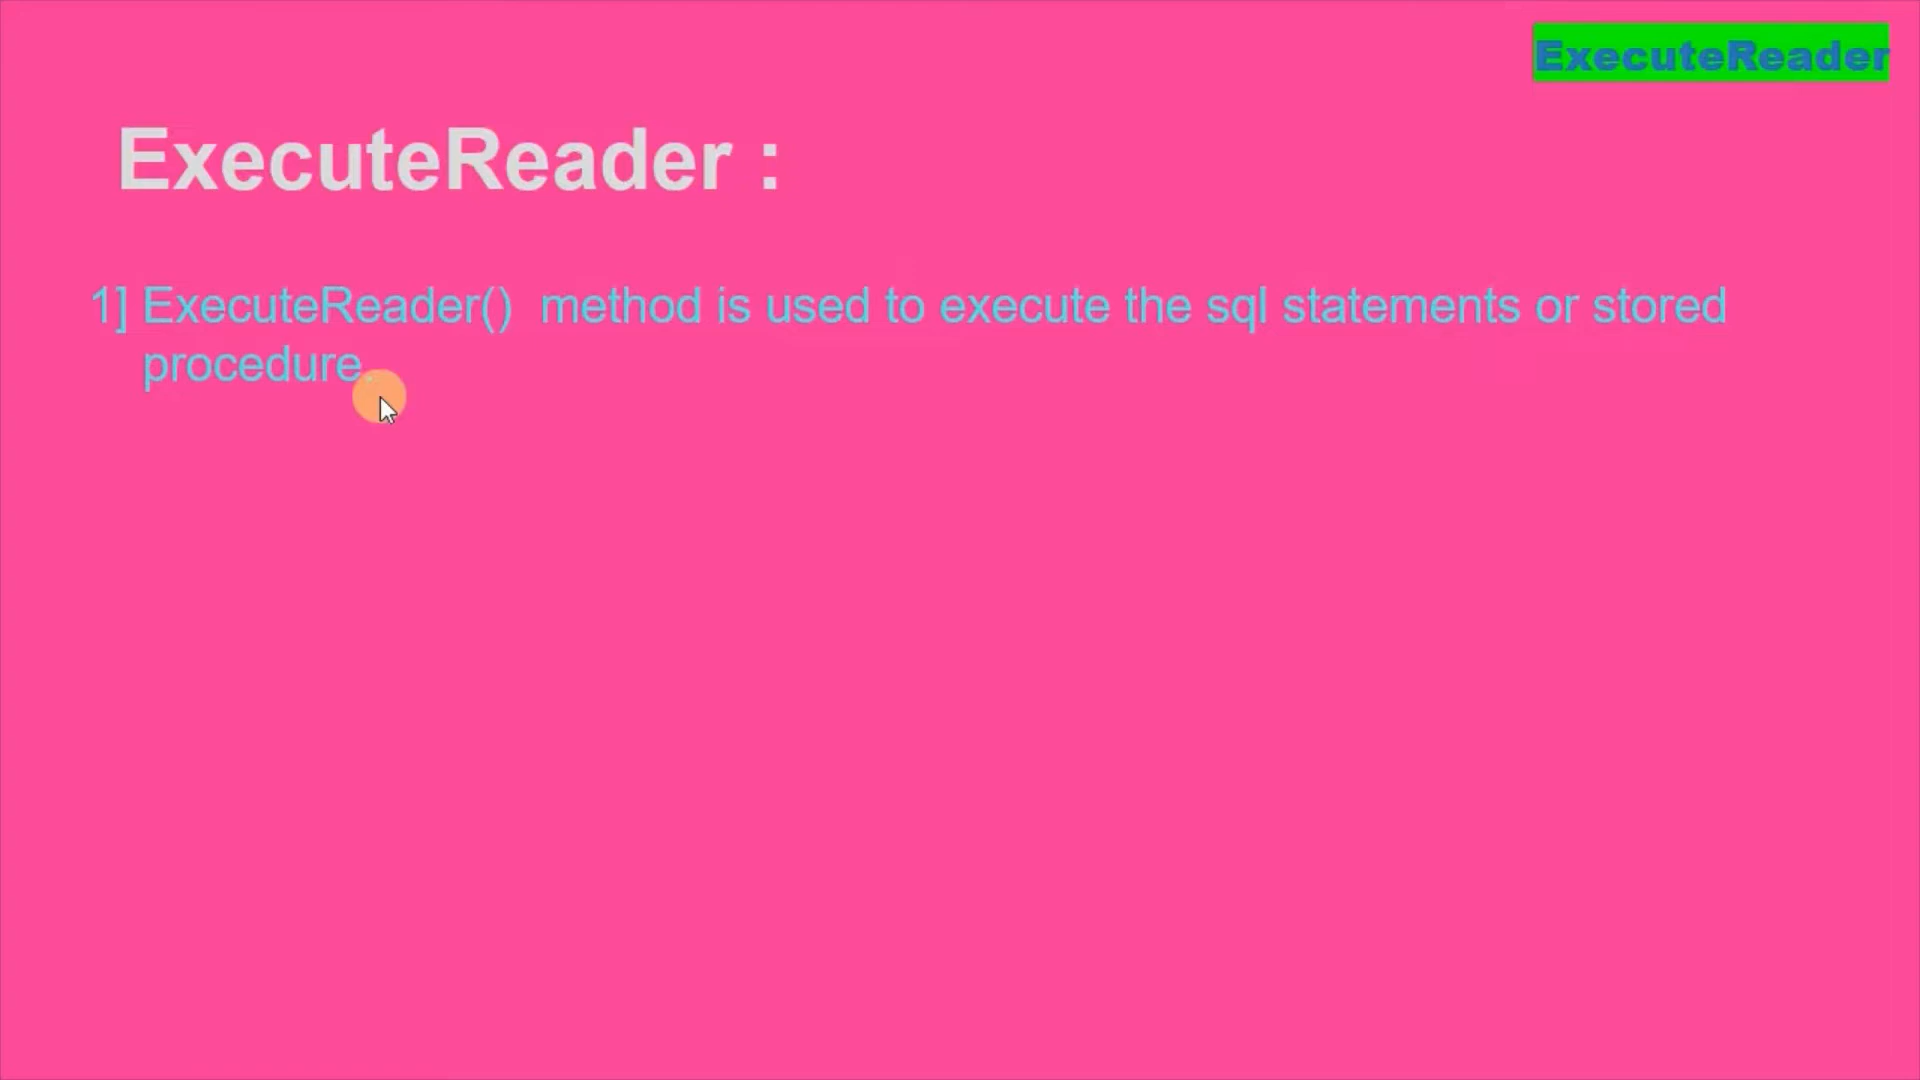 ExecuteReader
ExecuteReader :
1] ExecuteReader()  method is used to execute the sql statements or stored
procedure.